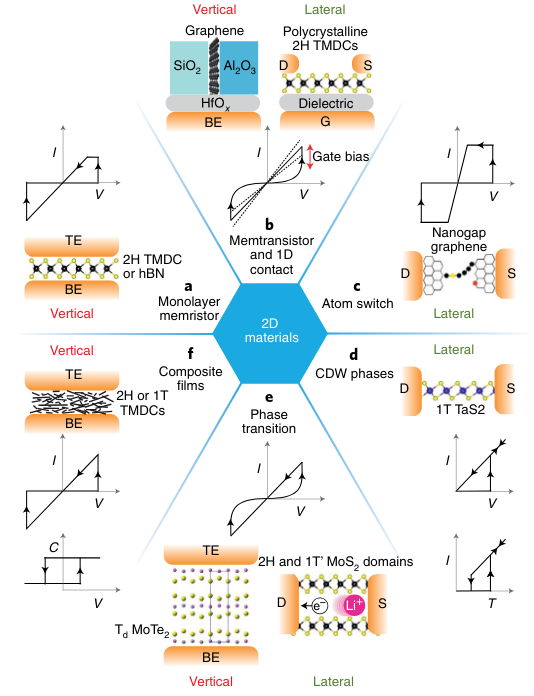 Vertical
Lateral
Graphene
SiO2
Al2O3
HfOx
BE
Polycrystalline
2H TMDCs
D
S
Dielectric
G
I
V
Gate bias
b
Memtransistor
and 1D
contact
I
V
TE
2H TMDC
or hBN
BE
Vertical
a
Monolayer
memristor
I
V
Nanogap
graphene
D
S
Lateral
c
Atom switch
2D
materials
Vertical
f
Composite
films
TE
2H or 1T
TMDCs
BE
I
V
C
V
Lateral
d
CDW phases
D
S
1T TaS2
I
V
I
T
e
Phase
transition
I
V
TE
Td MoTe2
BE
Vertical
2H and 1T’ MoS2 domains
D
e−
Li+
S
Lateral